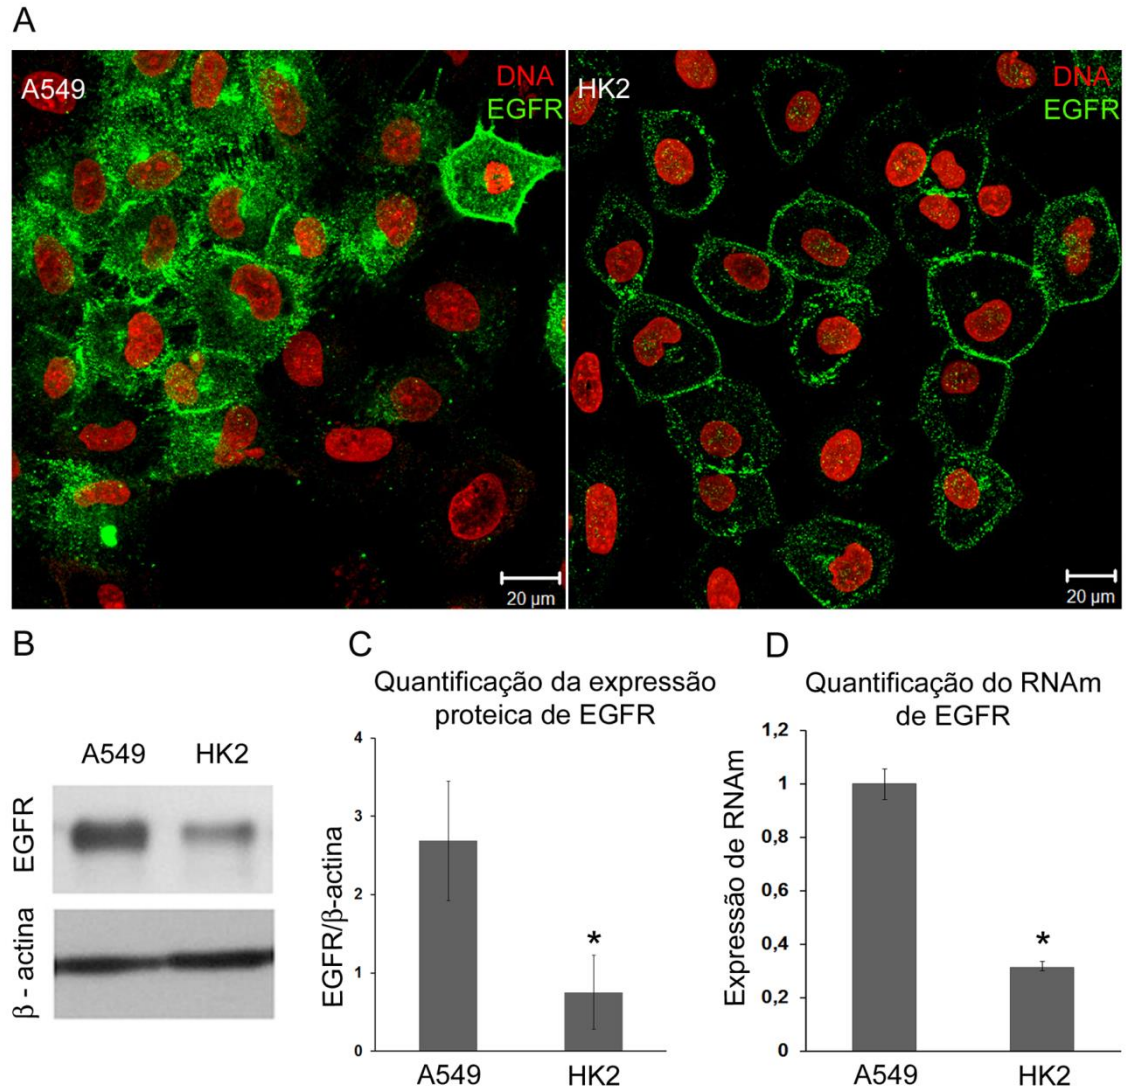 A
A549
DNA
EGFR
20 µm
HK2
DNA
EGFR
20 µm
B
A549 HK2
EGFR
β - actina
C
Quantificação da expressão
proteica de EGFR
EGFR/β-actina
4
3
2
1
0
*
A549 HK2
D
Quantificação do RNAm
de EGFR
Expressão de RNAm
1,2
1
0,8
0,6
0,4
0,2
0
*
A549 HK2